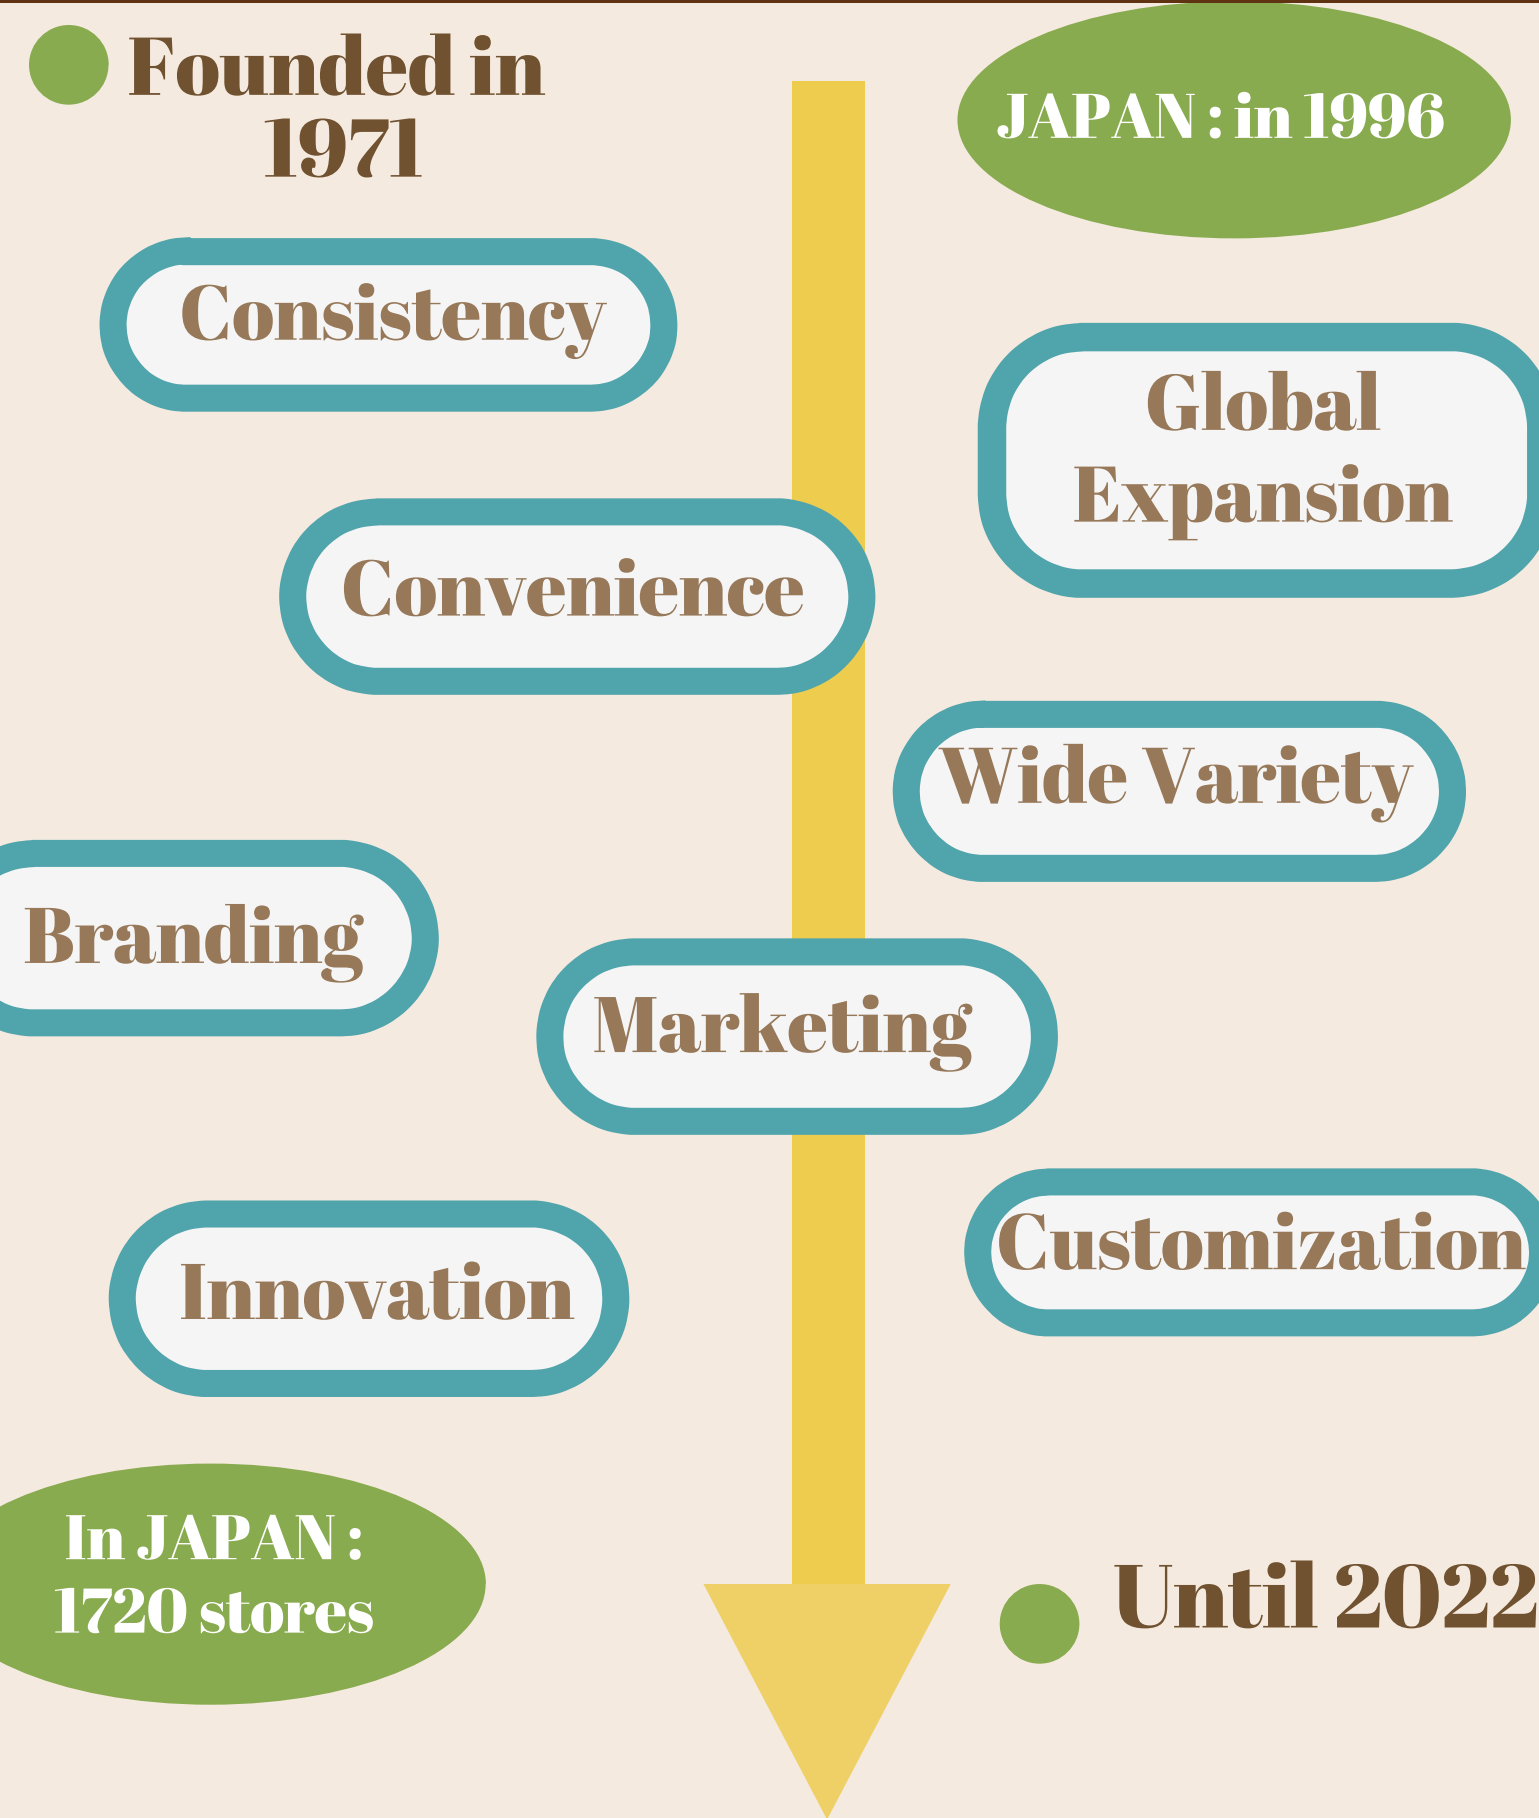 Founded in
1971
JAPAN : in 1996
Consistency
Global
Expansion
Convenience
Wide Variety
Branding
Marketing
Customization
Innovation
In JAPAN :
1720 stores
Until 2022